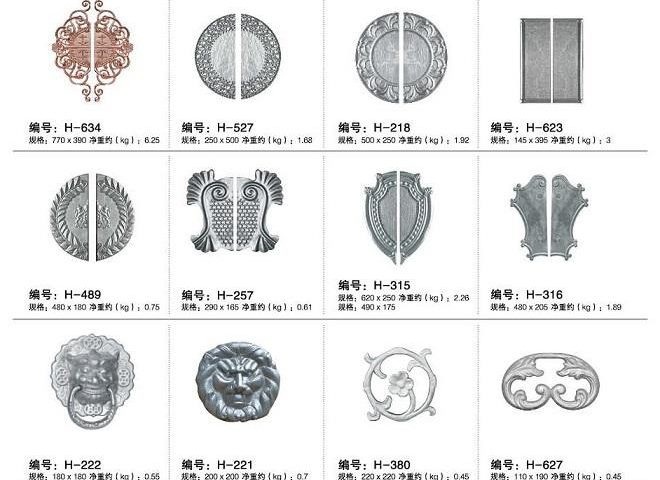 编号：H-634
规格：770 x 390 净重约（kg）：6.25
编号：H-527
规格：250 x 500 净重约（kg）：1.68
编号：H-218
规格：500 x 250 净重约（kg）：1.92
编号：H-623
规格：145 x 395 净重约（kg）：3
编号：H-489
规格：480 x 180 净重约（kg）：0.75
编号：H-257
规格：290 x 165 净重约（kg）：0.61
编号：H-315
规格：620 x 250 净重约（kg）：2.26
规格：490 x 175
编号：H-316
规格：480 x 205 净重约（kg）：1.89
编号：H-222
规格：180 x 180 净重约（kg）：0.55
编号：H-221
规格：200 x 200 净重约（kg）：0.7
编号：H-380
规格：220 x 220 净重约（kg）：0.45
编号：H-627
规格：110 x 190 净重约（kg）：0.45